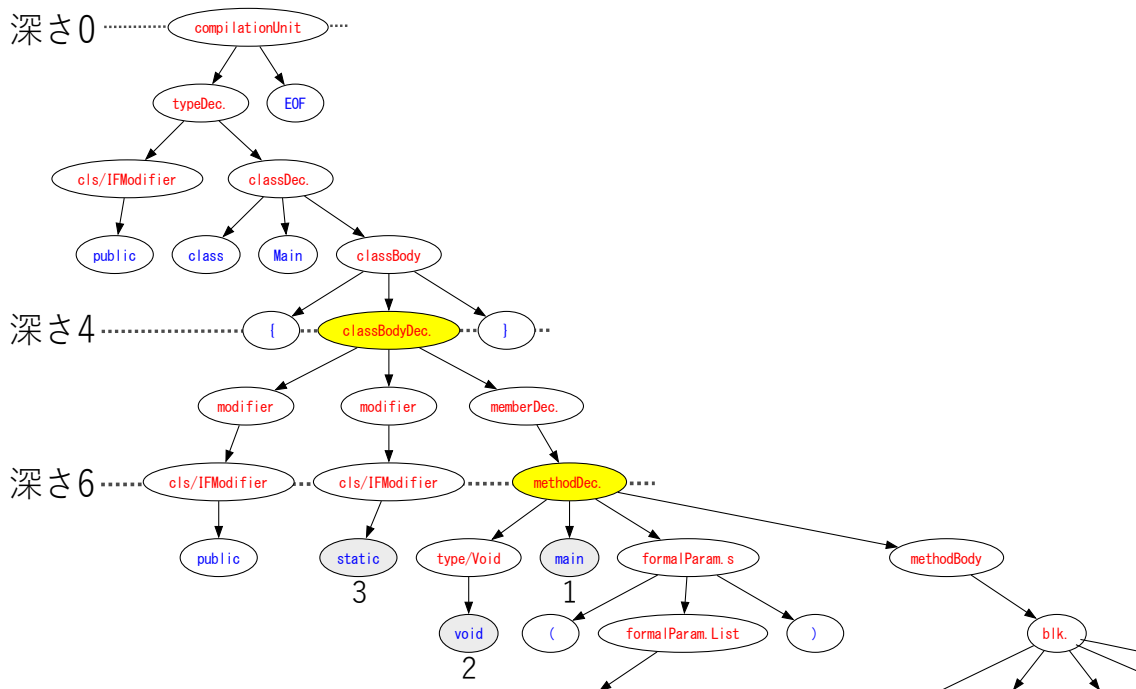 深さ0
compilationUnit
typeDec.
EOF
cls/IFModifier
classDec.
public
class
Main
classBody
深さ4
{
classBodyDec.
}
modifier
modifier
memberDec.
深さ6
cls/IFModifier
cls/IFModifier
methodDec.
public
static
type/Void
main
formalParam.s
methodBody
3
1
void
(
formalParam.List
)
blk.
2